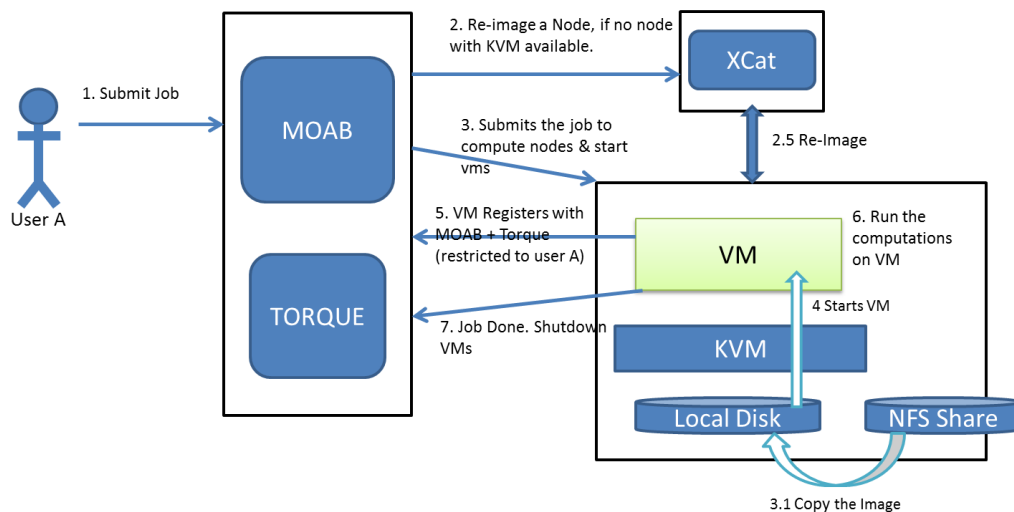 2. Re-image a Node, if no node
with KVM available.
XCat
1. Submit Job
MOAB
3. Submits the job to
compute nodes & start
vms
2.5 Re-Image
User A
5. VM Registers with
MOAB + Torque
(restricted to user A)
VM
6. Run the
computations
on VM
4 Starts VM
TORQUE
7. Job Done. Shutdown
VMs
KVM
Local Disk
NFS Share
3.1 Copy the Image